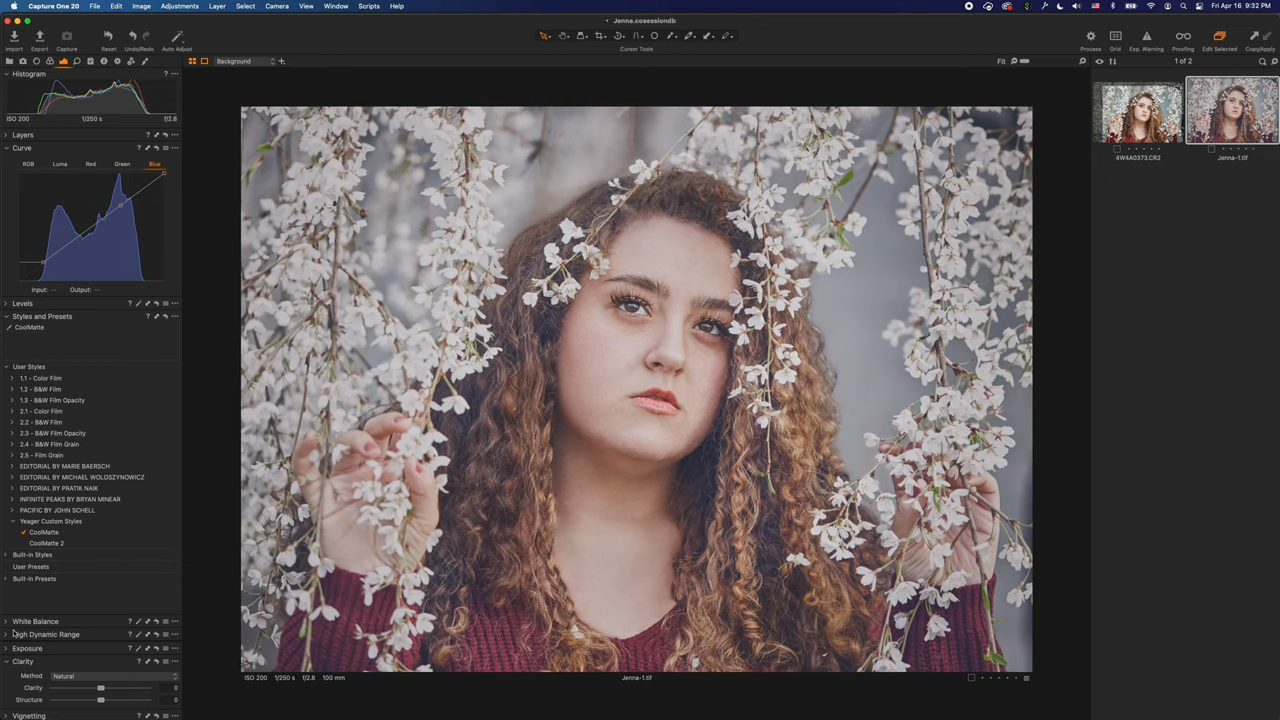 Capture One 20 File Edit Image Adjustments Layer Select Camera View Window Scripts Help Fri Apr 16 9:32 PM
Jenna.cosessiondb
Import Export Capture Reset Undo/Redo Auto Adjust Cursor Tools Process Grid Exp. Warning Proofing Edit Selected Copy/Apply
Background Fit 1 of 2
Histogram
ISO 200 1/250 s f/2.8
Layers
Curve
RGB Luma Red Green Blue
Input: -- Output: --
Levels
Styles and Presets
CoolMatte
User Styles
1.1 - Color Film
1.2 - B&W Film
1.3 - B&W Film Opacity
2.1 - Color Film
2.2 - B&W Film
2.3 - B&W Film Opacity
2.4 - B&W Film Grain
2.5 - Film Grain
EDITORIAL BY MARIE BAERSCH
EDITORIAL BY MICHAEL WOLOSZYNOWICZ
EDITORIAL BY PRATIK NAIK
INFINITE PEAKS BY BRYAN MINEAR
PACIFIC BY JOHN SCHELL
Yeager Custom Styles
CoolMatte
CoolMatte 2
Built-in Styles
User Presets
Built-in Presets
White Balance
High Dynamic Range
Exposure
Clarity
Method Natural
Clarity 0
Structure 0
Vignetting
ISO 200 1/250 s f/2.8 100 mm Jenna-1.tif
4W4A0373.CR2 Jenna-1.tif